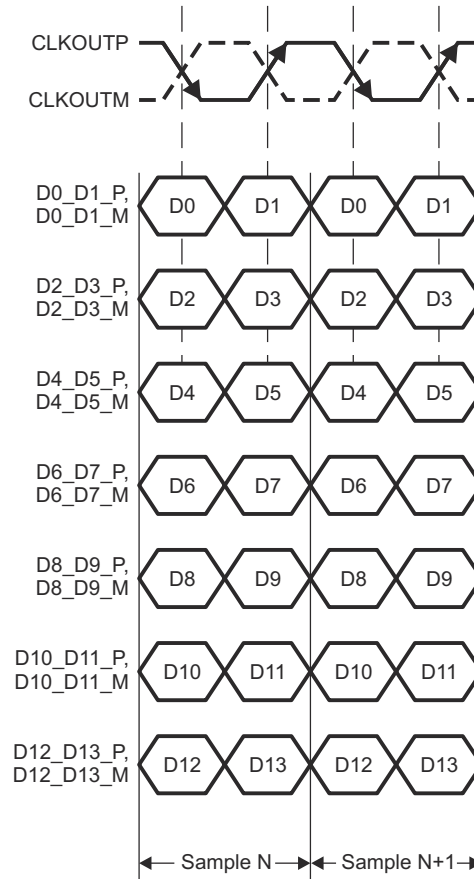 CLKOUTP
CLKOUTM
D0_D1_P,
D0_D1_M
D0 D1 D0 D1
D2_D3_P,
D2_D3_M
D2 D3 D2 D3
D4_D5_P,
D4_D5_M
D4 D5 D4 D5
D6_D7_P,
D6_D7_M
D6 D7 D6 D7
D8_D9_P,
D8_D9_M
D8 D9 D8 D9
D10_D11_P,
D10_D11_M
D10 D11 D10 D11
D12_D13_P,
D12_D13_M
D12 D13 D12 D13
Sample N Sample N+1